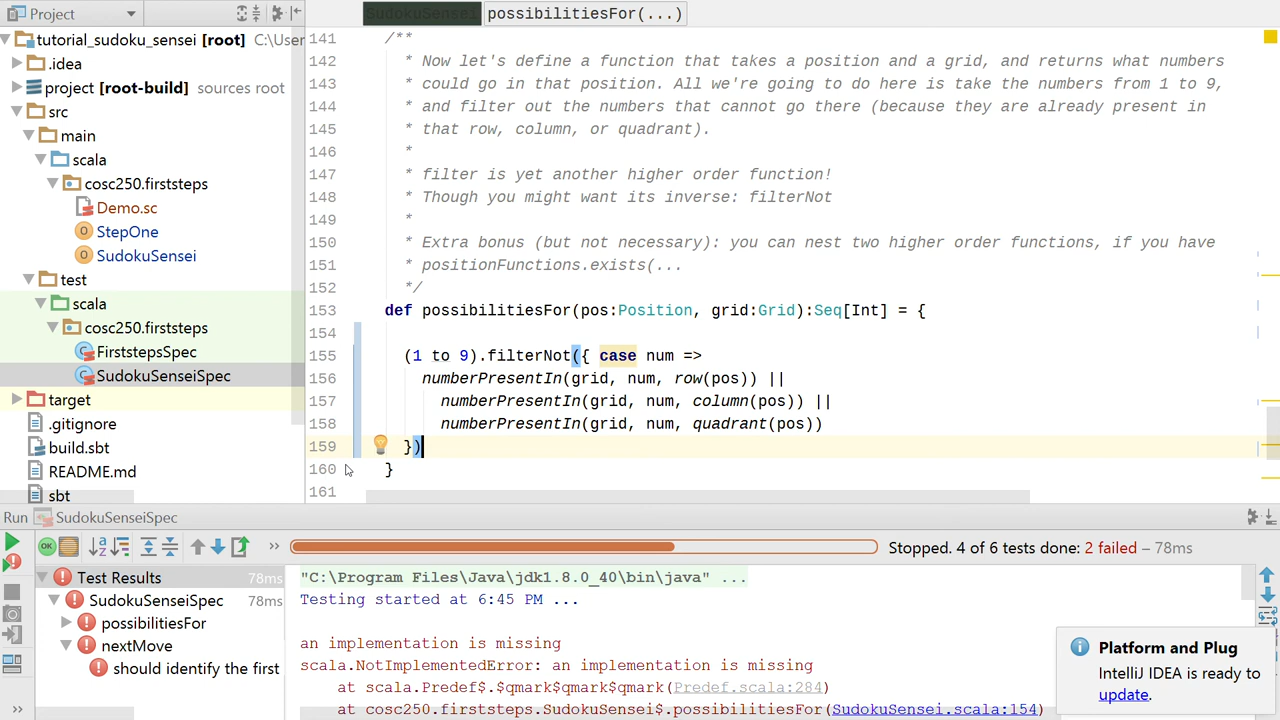 Project
SudokuSensei possibilitiesFor(...)
tutorial_sudoku_sensei [root] C:\User
.idea
project [root-build] sources root
src
main
scala
cosc250.firststeps
Demo.sc
StepOne
SudokuSensei
test
scala
cosc250.firststeps
FirststepsSpec
SudokuSenseiSpec
target
.gitignore
build.sbt
README.md
sbt
141 /**
142 * Now let's define a function that takes a position and a grid, and returns what numbers
143 * could go in that position. All we're going to do here is take the numbers from 1 to 9,
144 * and filter out the numbers that cannot go there (because they are already present in
145 * that row, column, or quadrant).
146 *
147 * filter is yet another higher order function!
148 * Though you might want its inverse: filterNot
149 *
150 * Extra bonus (but not necessary): you can nest two higher order functions, if you have
151 * positionFunctions.exists(...
152 */
153 def possibilitiesFor(pos:Position, grid:Grid):Seq[Int] = {
154
155 (1 to 9).filterNot({ case num =>
156 numberPresentIn(grid, num, row(pos)) ||
157 numberPresentIn(grid, num, column(pos)) ||
158 numberPresentIn(grid, num, quadrant(pos))
159 })
160 }
161
Run SudokuSenseiSpec
OK
Stopped. 4 of 6 tests done: 2 failed – 78ms
Test Results 78ms
SudokuSenseiSpec 78ms
possibilitiesFor
nextMove
should identify the first
"C:\Program Files\Java\jdk1.8.0_40\bin\java" ...
Testing started at 6:45 PM ...
an implementation is missing
scala.NotImplementedError: an implementation is missing
at scala.Predef$.$qmark$qmark$qmark(Predef.scala:284)
at cosc250.firststeps.SudokuSensei$.possibilitiesFor(SudokuSensei.scala:154)
Platform and Plug
IntelliJ IDEA is ready to
update.